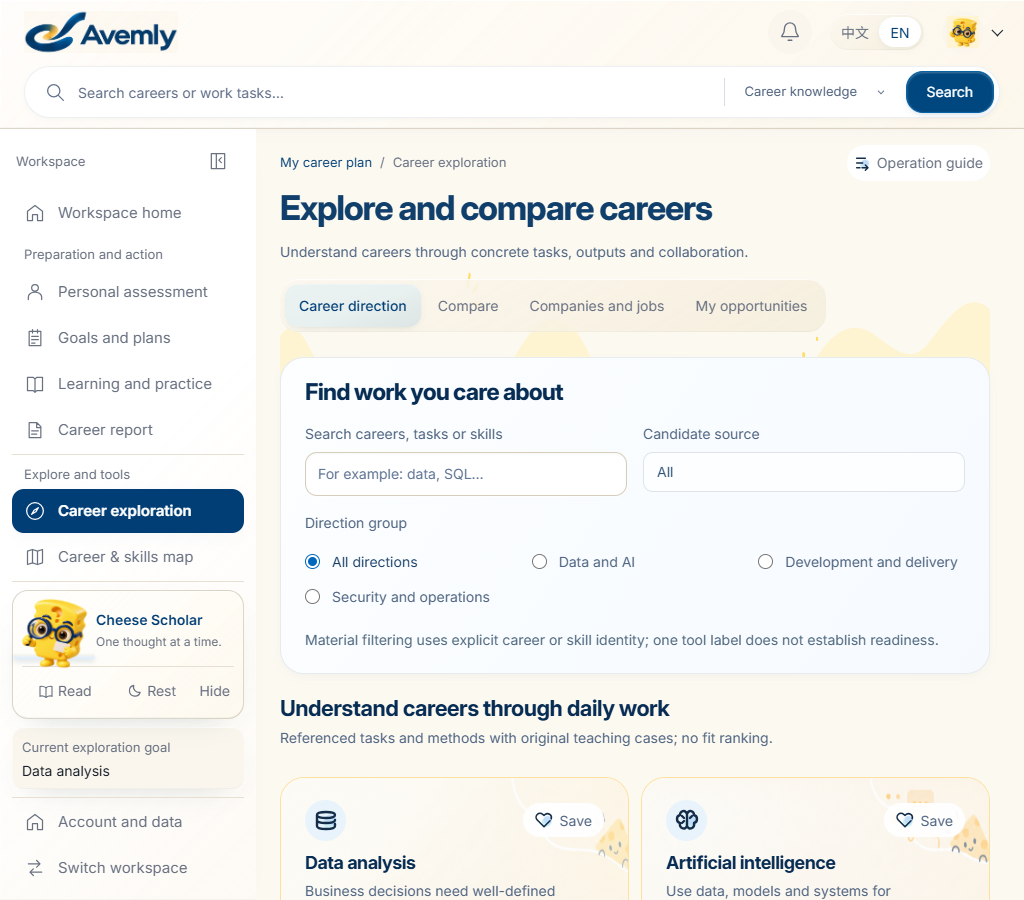 Avemly
中文 EN
Search careers or work tasks...
Career knowledge
Search
Workspace
Workspace home
Preparation and action
Personal assessment
Goals and plans
Learning and practice
Career report
Explore and tools
Career exploration
Career & skills map
Cheese Scholar
One thought at a time.
Read Rest Hide
Current exploration goal
Data analysis
Account and data
Switch workspace
My career plan / Career exploration
Operation guide
Explore and compare careers
Understand careers through concrete tasks, outputs and collaboration.
Career direction Compare Companies and jobs My opportunities
Find work you care about
Search careers, tasks or skills
For example: data, SQL...
Candidate source
All
Direction group
All directions Data and AI Development and delivery
Security and operations
Material filtering uses explicit career or skill identity; one tool label does not establish readiness.
Understand careers through daily work
Referenced tasks and methods with original teaching cases; no fit ranking.
Save
Data analysis
Business decisions need well-defined
Save
Artificial intelligence
Use data, models and systems for